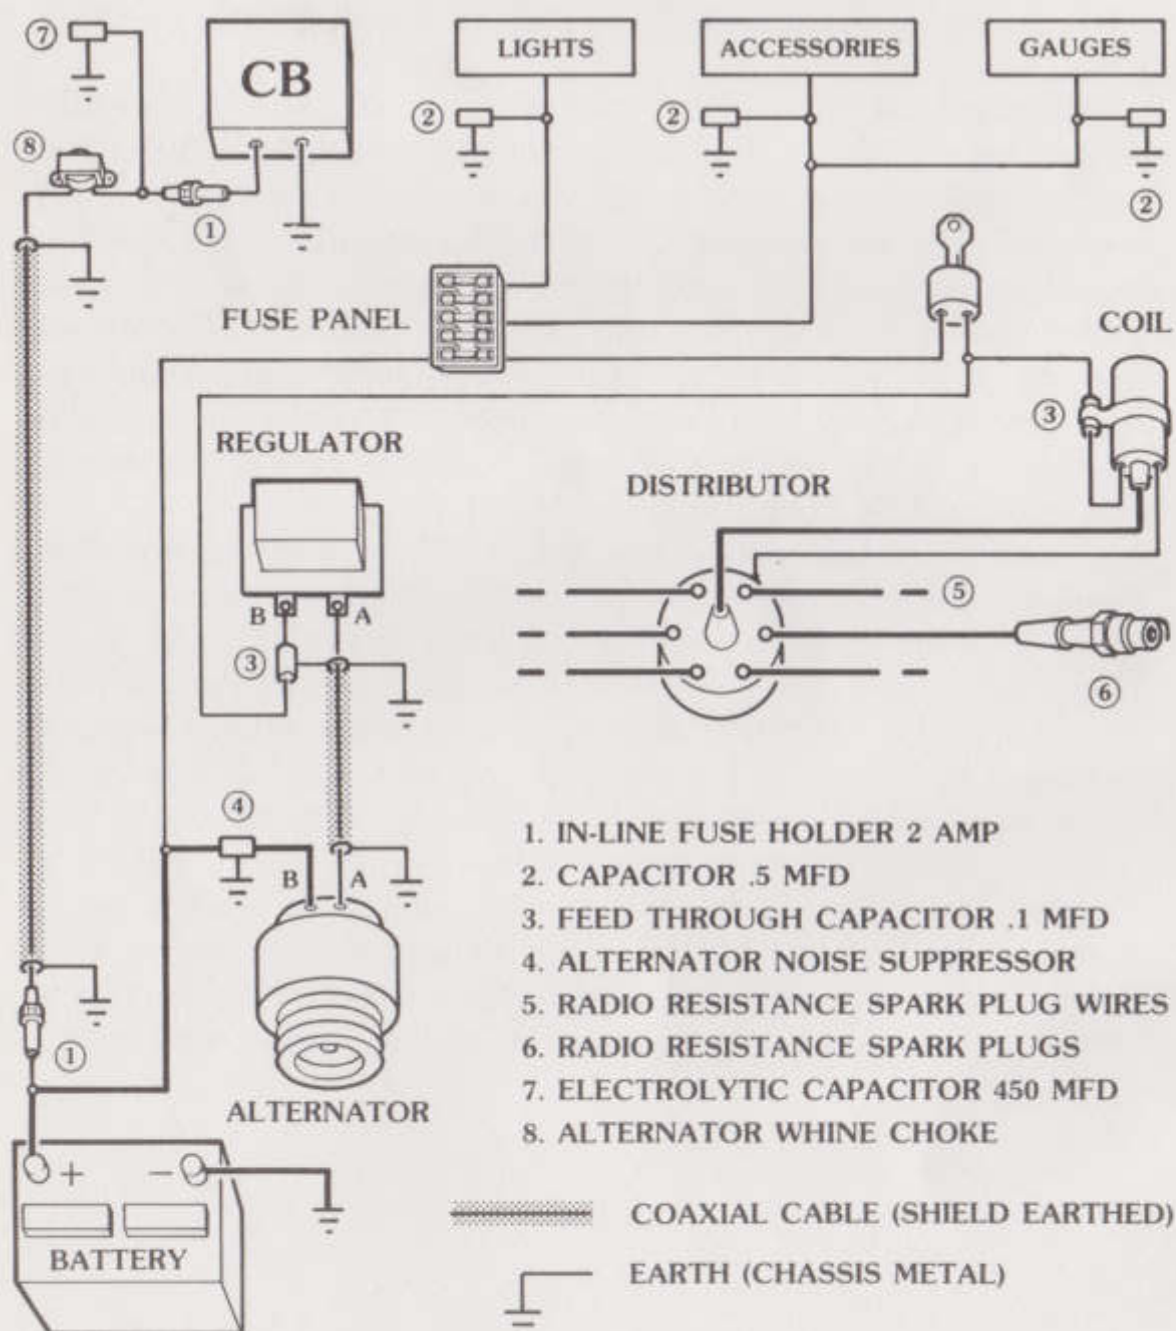 7
CB
LIGHTS
ACCESSORIES
GAUGES
2
2
2
8
1
FUSE PANEL
COIL
3
REGULATOR
DISTRIBUTOR
B
A
3
5
6
4
B
A
1
ALTERNATOR
+
−
BATTERY
1. IN-LINE FUSE HOLDER 2 AMP
2. CAPACITOR .5 MFD
3. FEED THROUGH CAPACITOR .1 MFD
4. ALTERNATOR NOISE SUPPRESSOR
5. RADIO RESISTANCE SPARK PLUG WIRES
6. RADIO RESISTANCE SPARK PLUGS
7. ELECTROLYTIC CAPACITOR 450 MFD
8. ALTERNATOR WHINE CHOKE
COAXIAL CABLE (SHIELD EARTHED)
EARTH (CHASSIS METAL)